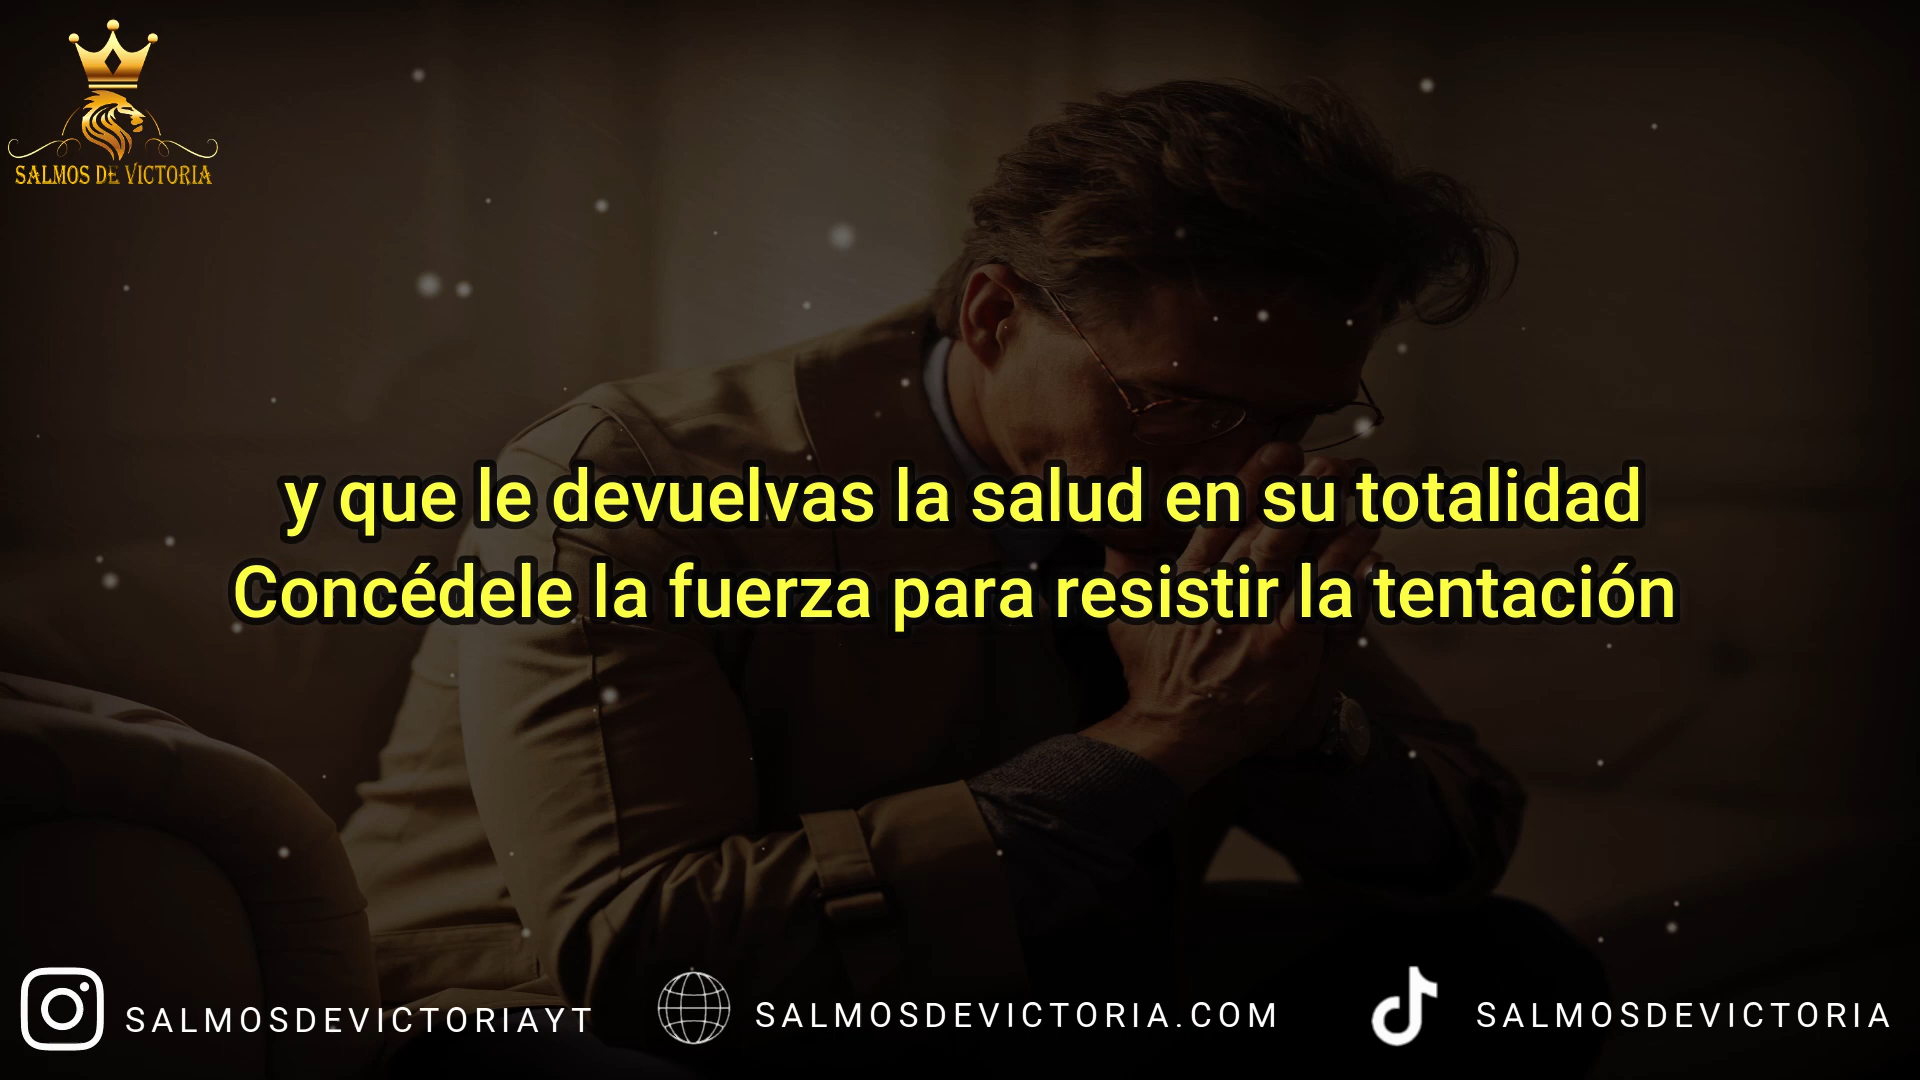 SALMOS DE VICTORIA
y que le devuelvas la salud en su totalidad
Concédele la fuerza para resistir la tentación
SALMOSDEVICTORIAYT
SALMOSDEVICTORIA.COM
SALMOSDEVICTORIA